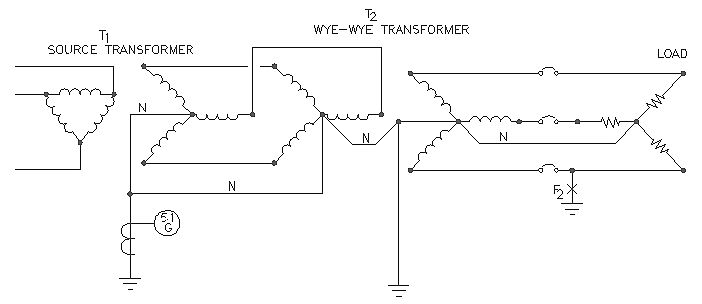 T1
SOURCE TRANSFORMER
T2
WYE-WYE TRANSFORMER
LOAD
N
N
N
N
51
G
F2